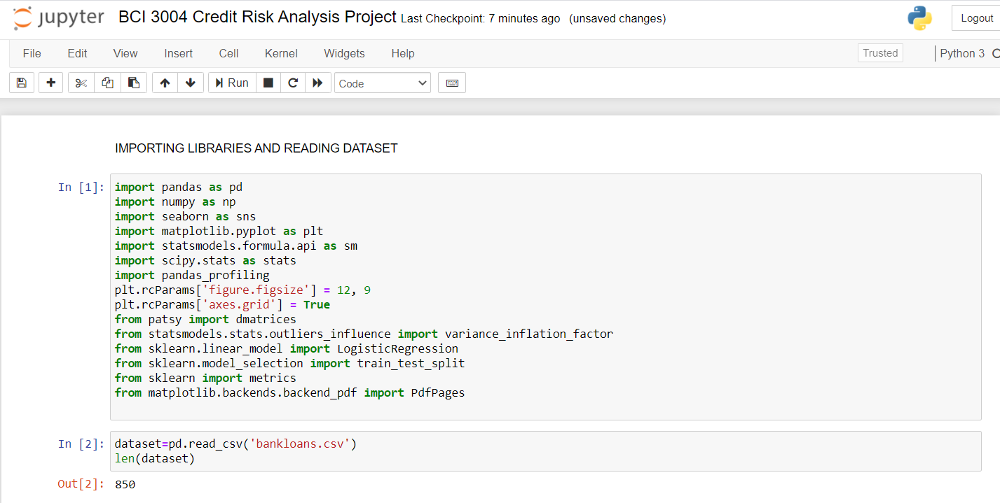 jupyter BCI 3004 Credit Risk Analysis Project Last Checkpoint: 7 minutes ago (unsaved changes) Logout
File Edit View Insert Cell Kernel Widgets Help Trusted Python 3
Run Code
IMPORTING LIBRARIES AND READING DATASET
In [1]: import pandas as pd
import numpy as np
import seaborn as sns
import matplotlib.pyplot as plt
import statsmodels.formula.api as sm
import scipy.stats as stats
import pandas_profiling
plt.rcParams['figure.figsize'] = 12, 9
plt.rcParams['axes.grid'] = True
from patsy import dmatrices
from statsmodels.stats.outliers_influence import variance_inflation_factor
from sklearn.linear_model import LogisticRegression
from sklearn.model_selection import train_test_split
from sklearn import metrics
from matplotlib.backends.backend_pdf import PdfPages
In [2]: dataset=pd.read_csv('bankloans.csv')
len(dataset)
Out[2]: 850